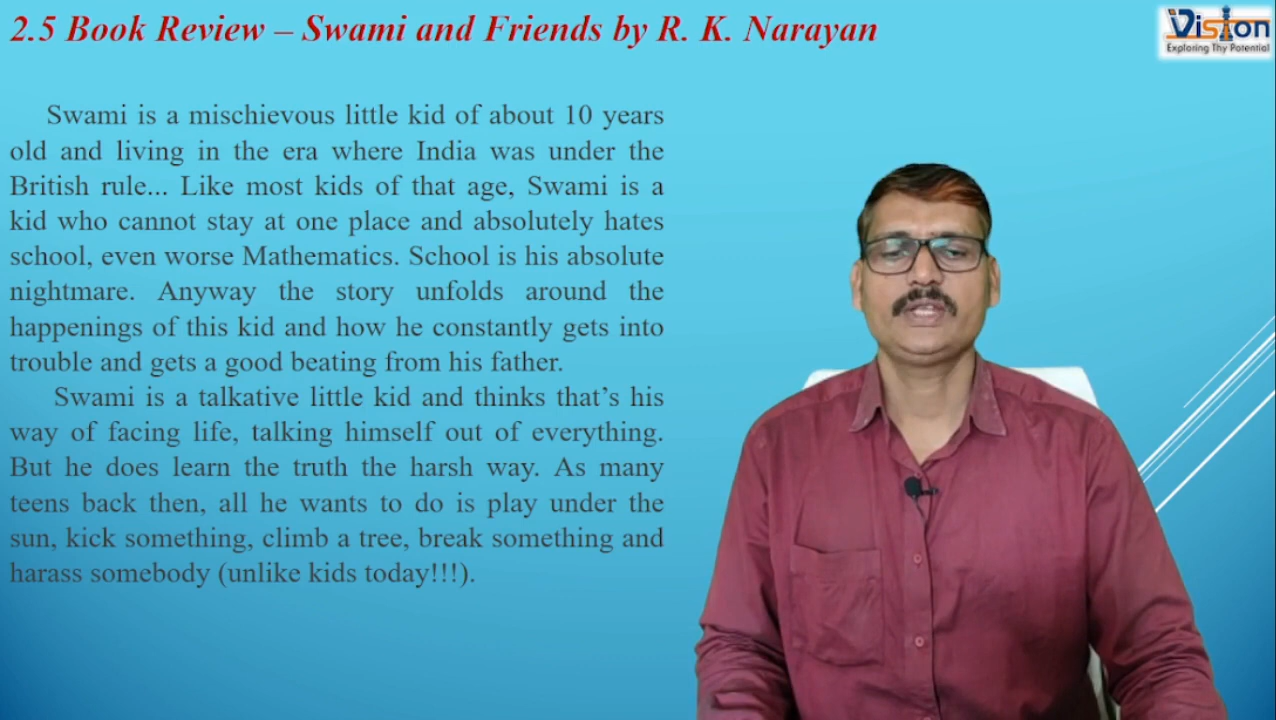 2.5 Book Review – Swami and Friends by R. K. Narayan
Vision
Exploring Thy Potential
Swami is a mischievous little kid of about 10 years
old and living in the era where India was under the
British rule... Like most kids of that age, Swami is a
kid who cannot stay at one place and absolutely hates
school, even worse Mathematics. School is his absolute
nightmare. Anyway the story unfolds around the
happenings of this kid and how he constantly gets into
trouble and gets a good beating from his father.
Swami is a talkative little kid and thinks that’s his
way of facing life, talking himself out of everything.
But he does learn the truth the harsh way. As many
teens back then, all he wants to do is play under the
sun, kick something, climb a tree, break something and
harass somebody (unlike kids today!!!).